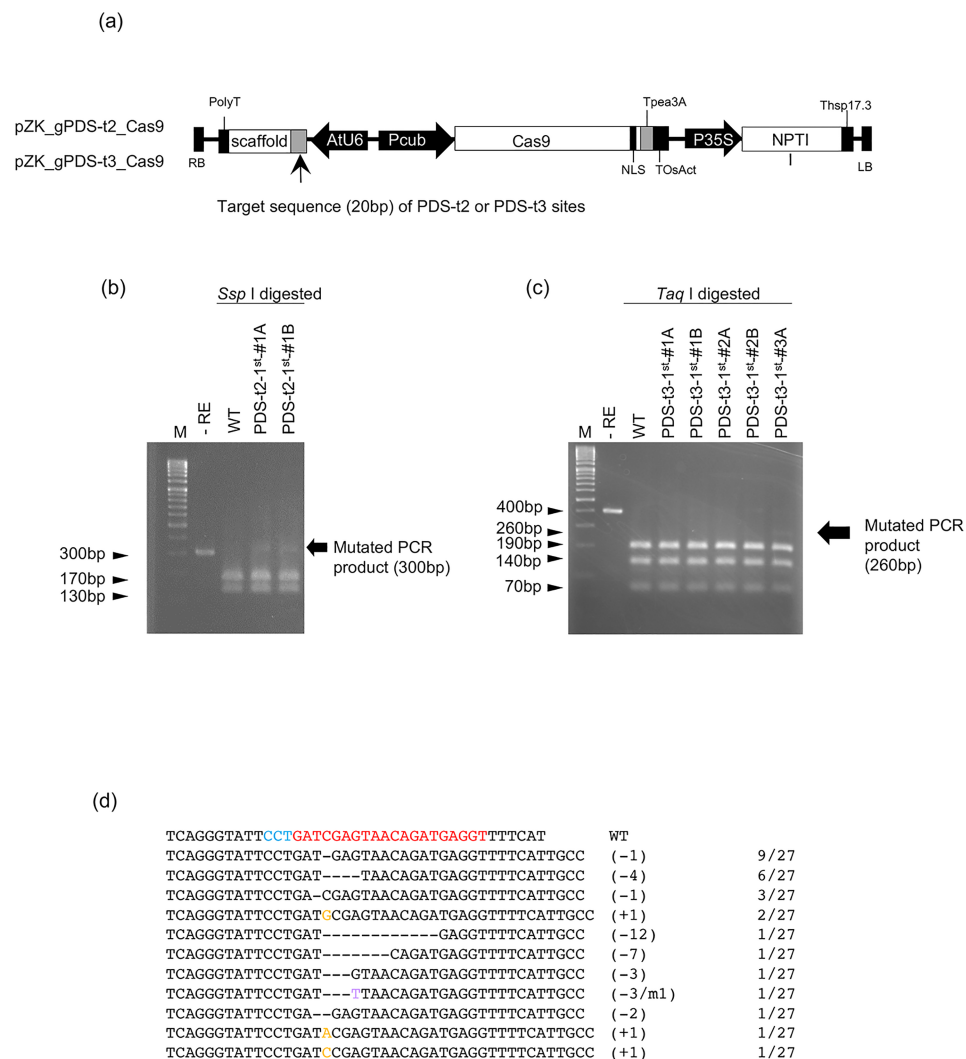 (a)
PolyT
Tpea3A
Thsp17.3
pZK_gPDS-t2_Cas9
pZK_gPDS-t3_Cas9
RB
scaffold
AtU6
Pcub
Cas9
NLS
TOsAct
P35S
NPTI
I
LB
Target sequence (20bp) of PDS-t2 or PDS-t3 sites
(b)
Ssp I digested
M
- RE
WT
PDS-t2-1st-#1A
PDS-t2-1st-#1B
300bp
170bp
130bp
Mutated PCR
product (300bp)
(c)
Taq I digested
M
- RE
WT
PDS-t3-1st-#1A
PDS-t3-1st-#1B
PDS-t3-1st-#2A
PDS-t3-1st-#2B
PDS-t3-1st-#3A
400bp
260bp
190bp
140bp
70bp
Mutated PCR
product
(260bp)
(d)
TCAGGGTATTCCTGATCGAGTAACAGATGAGGTTTTCAT WT
TCAGGGTATTCCTGAT-GAGTAACAGATGAGGTTTTCATTGCC (-1) 9/27
TCAGGGTATTCCTGAT----TAACAGATGAGGTTTTCATTGCC (-4) 6/27
TCAGGGTATTCCTGA-CGAGTAACAGATGAGGTTTTCATTGCC (-1) 3/27
TCAGGGTATTCCTGATGCGAGTAACAGATGAGGTTTTCATTGCC (+1) 2/27
TCAGGGTATTCCTGAT------------GAGGTTTTCATTGCC (-12) 1/27
TCAGGGTATTCCTGAT-------CAGATGAGGTTTTCATTGCC (-7) 1/27
TCAGGGTATTCCTGAT---GTAACAGATGAGGTTTTCATTGCC (-3) 1/27
TCAGGGTATTCCTGAT---TTAACAGATGAGGTTTTCATTGCC (-3/m1) 1/27
TCAGGGTATTCCTGA--GAGTAACAGATGAGGTTTTCATTGCC (-2) 1/27
TCAGGGTATTCCTGATACGAGTAACAGATGAGGTTTTCATTGCC (+1) 1/27
TCAGGGTATTCCTGATCCGAGTAACAGATGAGGTTTTCATTGCC (+1) 1/27